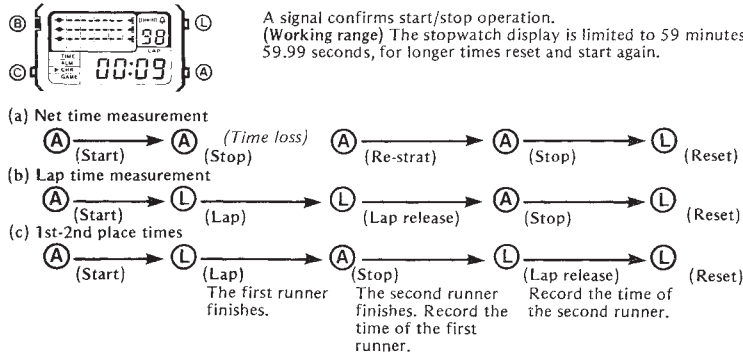 A signal confirms start/stop operation.
(Working range) The stopwatch display is limited to 59 minutes
59.99 seconds, for longer times reset and start again.
B
L
C
A
98
LAP
TIME
ALM
CHR
GAME
00:09
(a) Net time measurement
A A (Time loss) A A L
(Start) (Stop) (Re-strat) (Stop) (Reset)
(b) Lap time measurement
A L L A L
(Start) (Lap) (Lap release) (Stop) (Reset)
(c) 1st-2nd place times
A L A L L
(Start) (Lap) (Stop) (Lap release) (Reset)
The first runner The second runner Record the time of
finishes. finishes. Record the the second runner.
time of the first
runner.